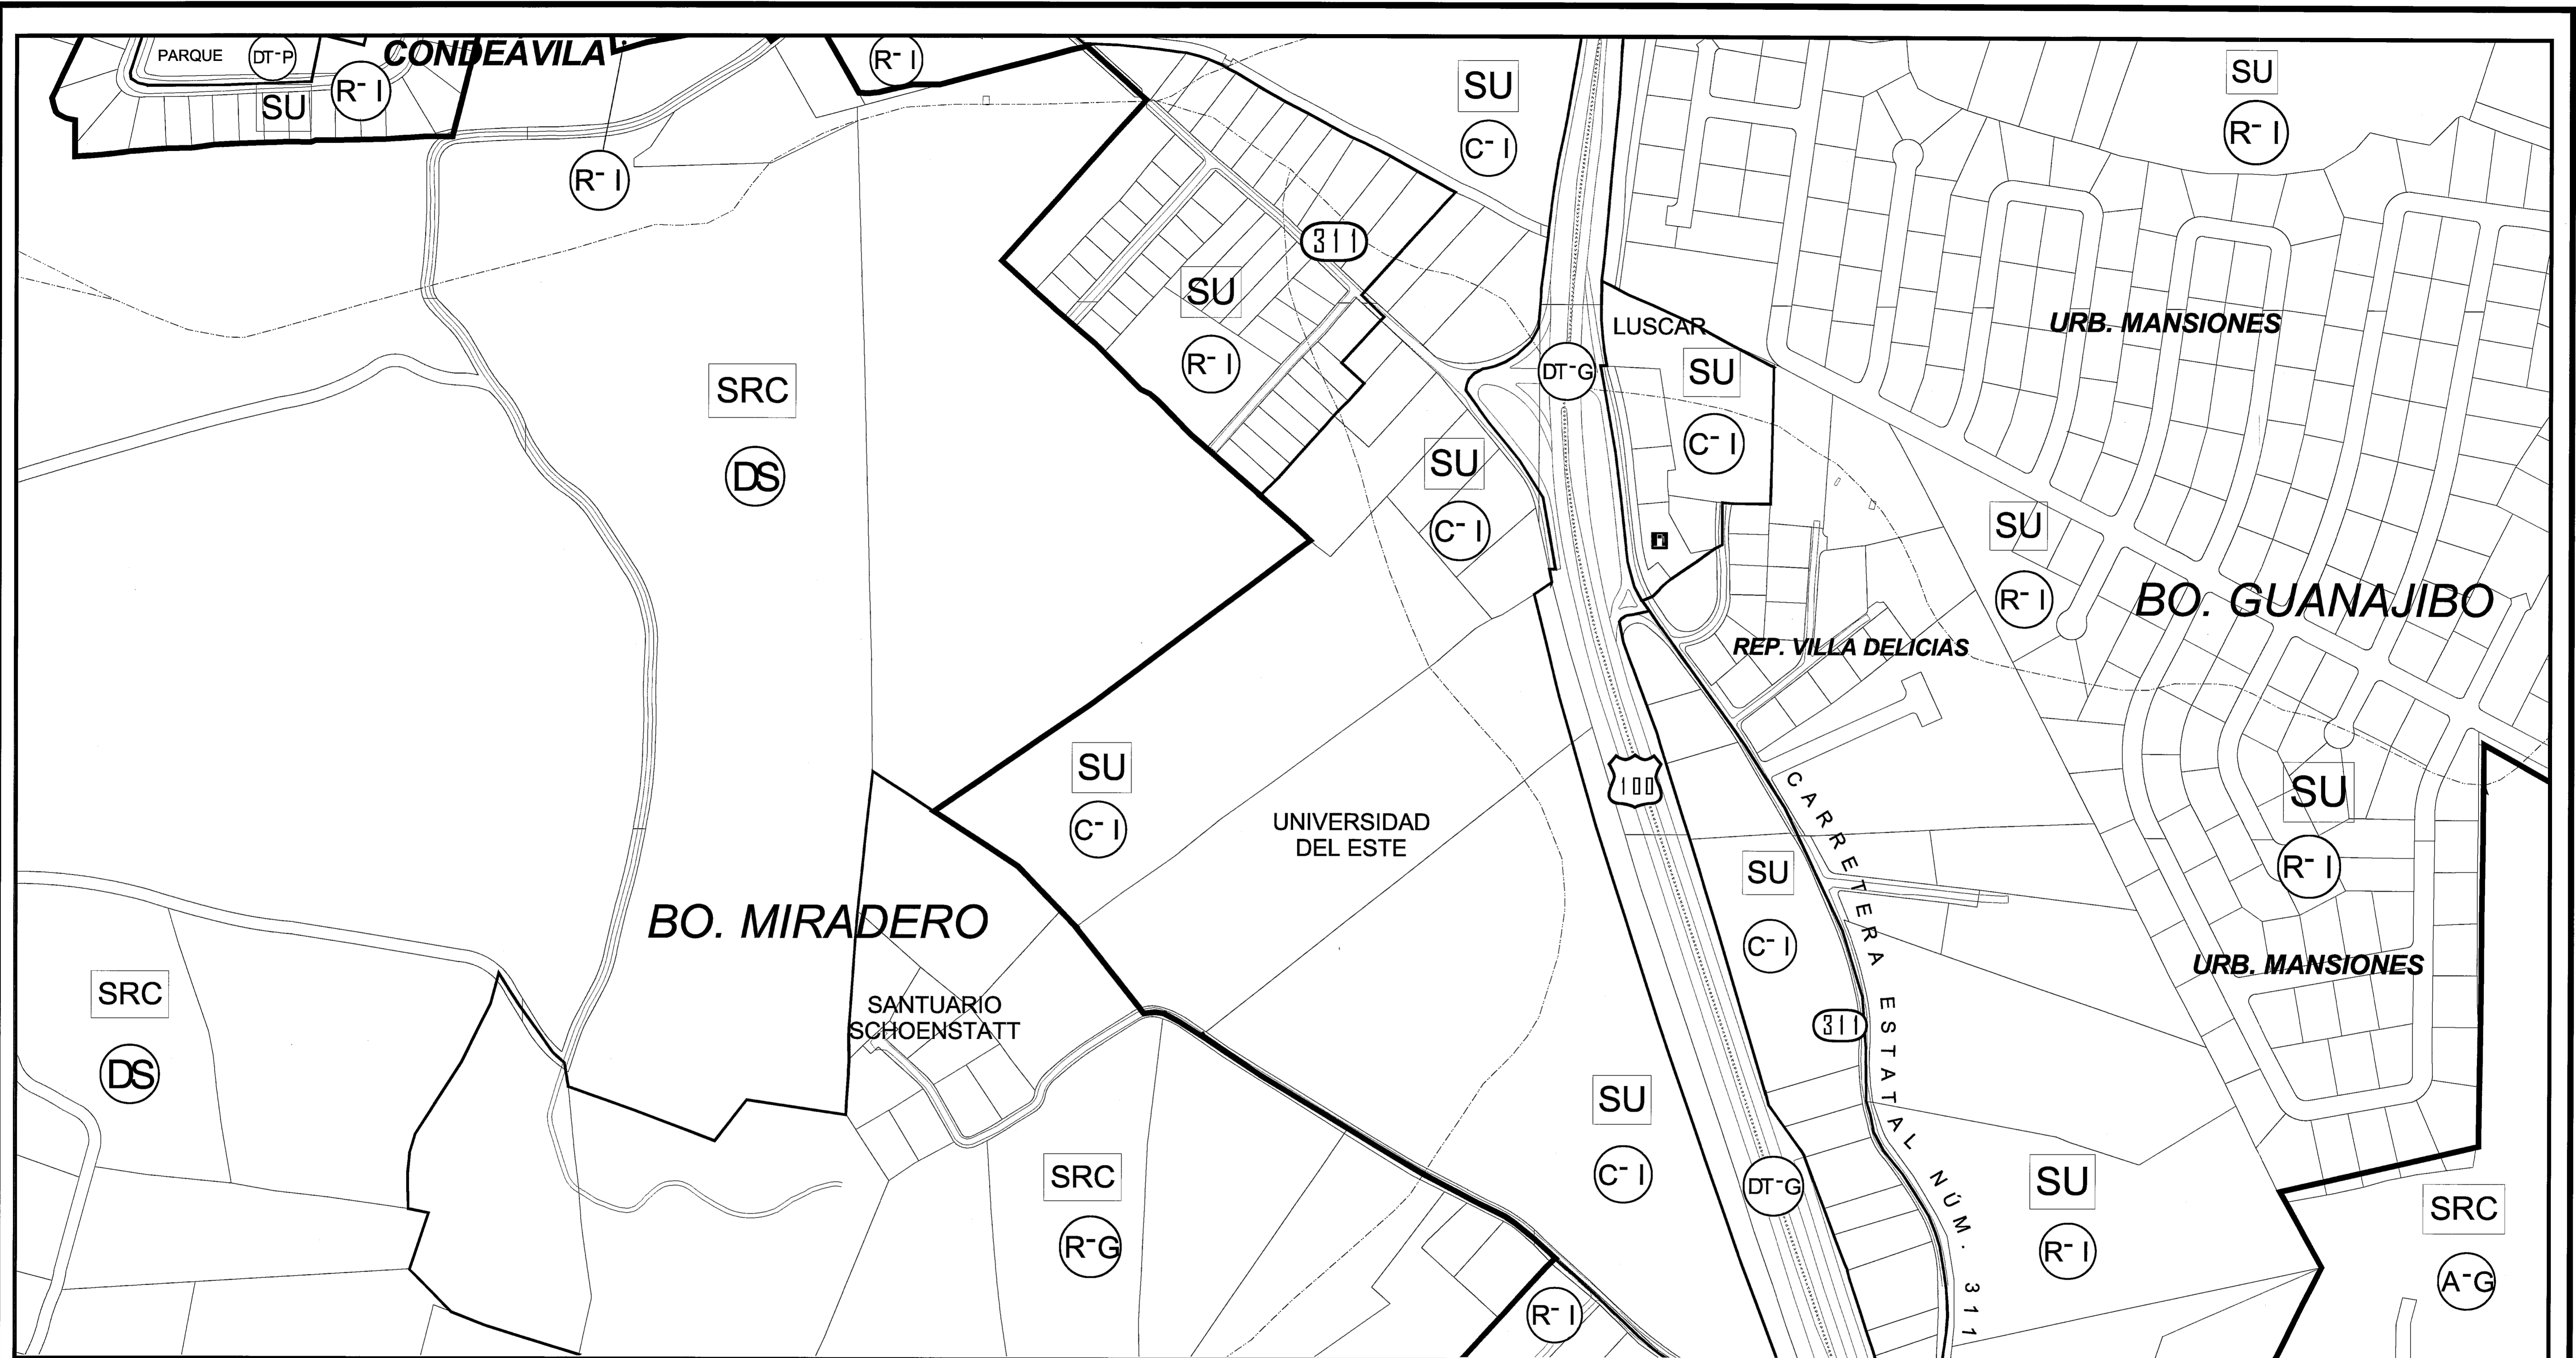 PARQUE
DT-P
CONDEÁVILA
SU
R-I
R-I
R-I
SU
C-I
SU
R-I
311
SU
R-I
LUSCAR
DT-G
SU
C-I
URB. MANSIONES
SRC
DS
SU
C-I
SU
R-I
BO. GUANAJIBO
REP. VILLA DELICIAS
SU
C-I
100
UNIVERSIDAD
DEL ESTE
CARRETERA ESTATAL NÚM. 311
SU
R-I
SU
C-I
BO. MIRADERO
URB. MANSIONES
SRC
DS
SANTUARIO
SCHOENSTATT
311
SU
C-I
SRC
R-G
DT-G
SU
R-I
SRC
A-G
R-I